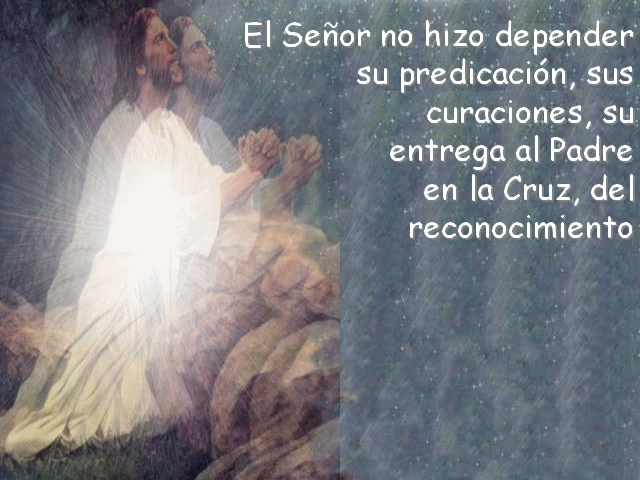 El Señor no hizo depender
su predicación, sus
curaciones, su
entrega al Padre
en la Cruz, del
reconocimiento